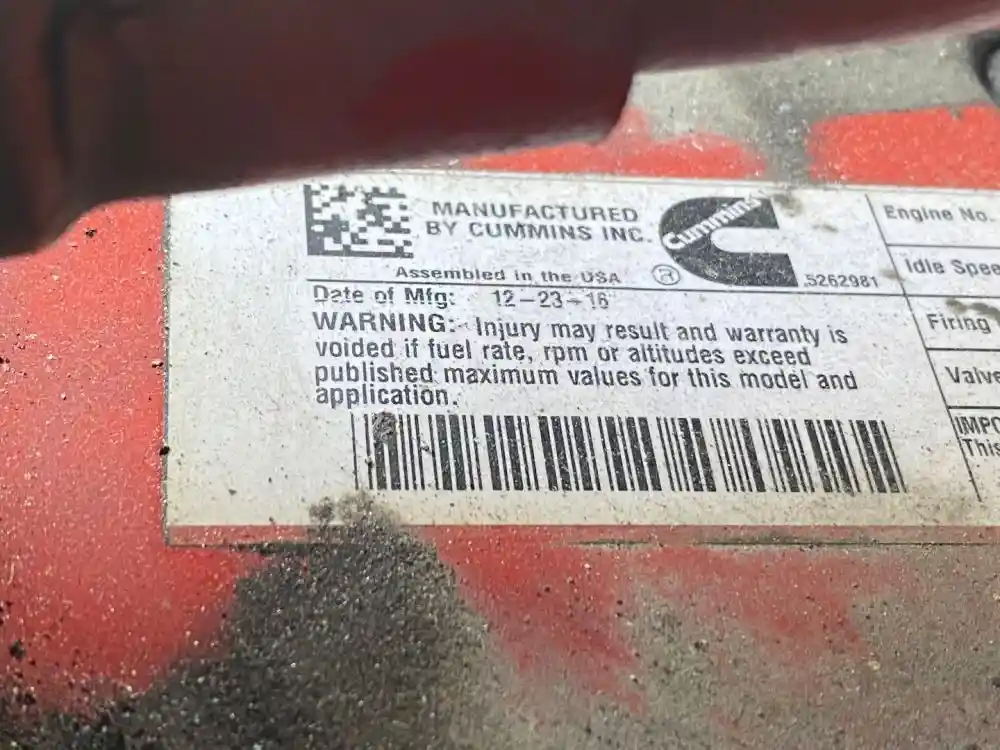 MANUFACTURED
BY CUMMINS INC.
Cummins
®
Assembled in the USA
5262981
Date of Mfg: 12-23-16
WARNING: Injury may result and warranty is
voided if fuel rate, rpm or altitudes exceed
published maximum values for this model and
application.
Engine No.
Idle Spee
Firing
Valve
IMPO
This